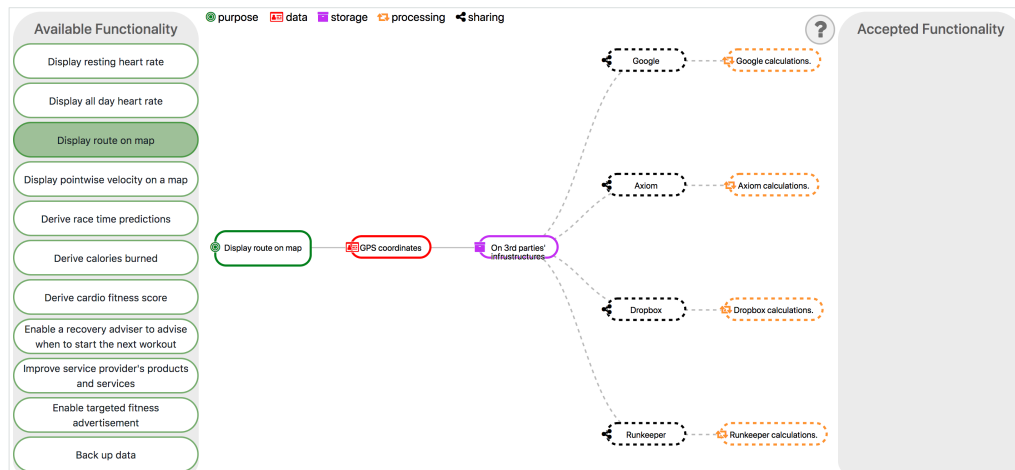 Available Functionality
purpose
data
storage
processing
sharing
?
Accepted Functionality
Display resting heart rate
Display all day heart rate
Display route on map
Display pointwise velocity on a map
Derive race time predictions
Derive calories burned
Derive cardio fitness score
Enable a recovery adviser to advise
when to start the next workout
Improve service provider's products
and services
Enable targeted fitness
advertisement
Back up data
Display route on map
GPS coordinates
On 3rd parties'
infrustructures
Google
Google calculations.
Axiom
Axiom calculations.
Dropbox
Dropbox calculations.
Runkeeper
Runkeeper calculations.